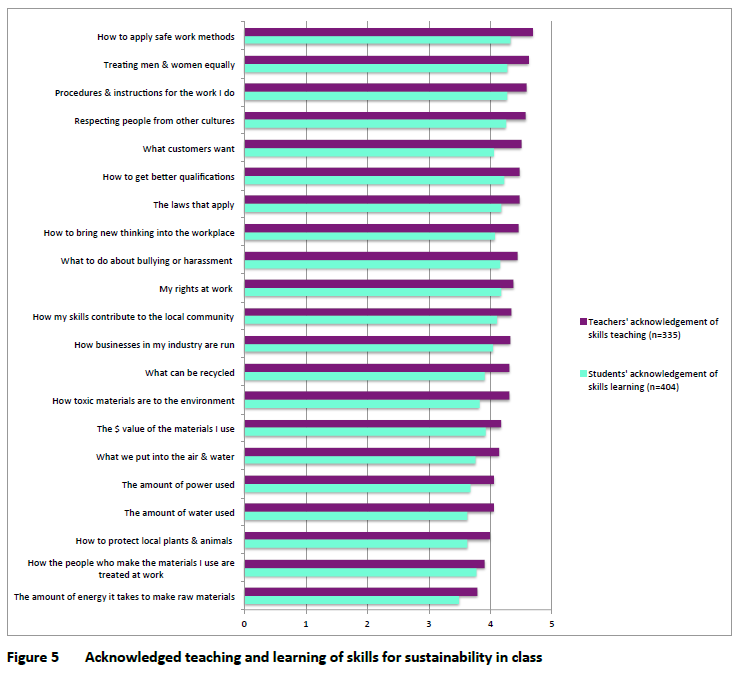 How to apply safe work methods
Treating men & women equally
Procedures & instructions for the work I do
Respecting people from other cultures
What customers want
How to get better qualifications
The laws that apply
How to bring new thinking into the workplace
What to do about bullying or harassment
My rights at work
How my skills contribute to the local community
How businesses in my industry are run
What can be recycled
How toxic materials are to the environment
The $ value of the materials I use
What we put into the air & water
The amount of power used
The amount of water used
How to protect local plants & animals
How the people who make the materials I use are
treated at work
The amount of energy it takes to make raw materials
0 1 2 3 4 5
Teachers' acknowledgement of
skills teaching (n=335)
Students' acknowledgement of
skills learning (n=404)
Figure 5 Acknowledged teaching and learning of skills for sustainability in class